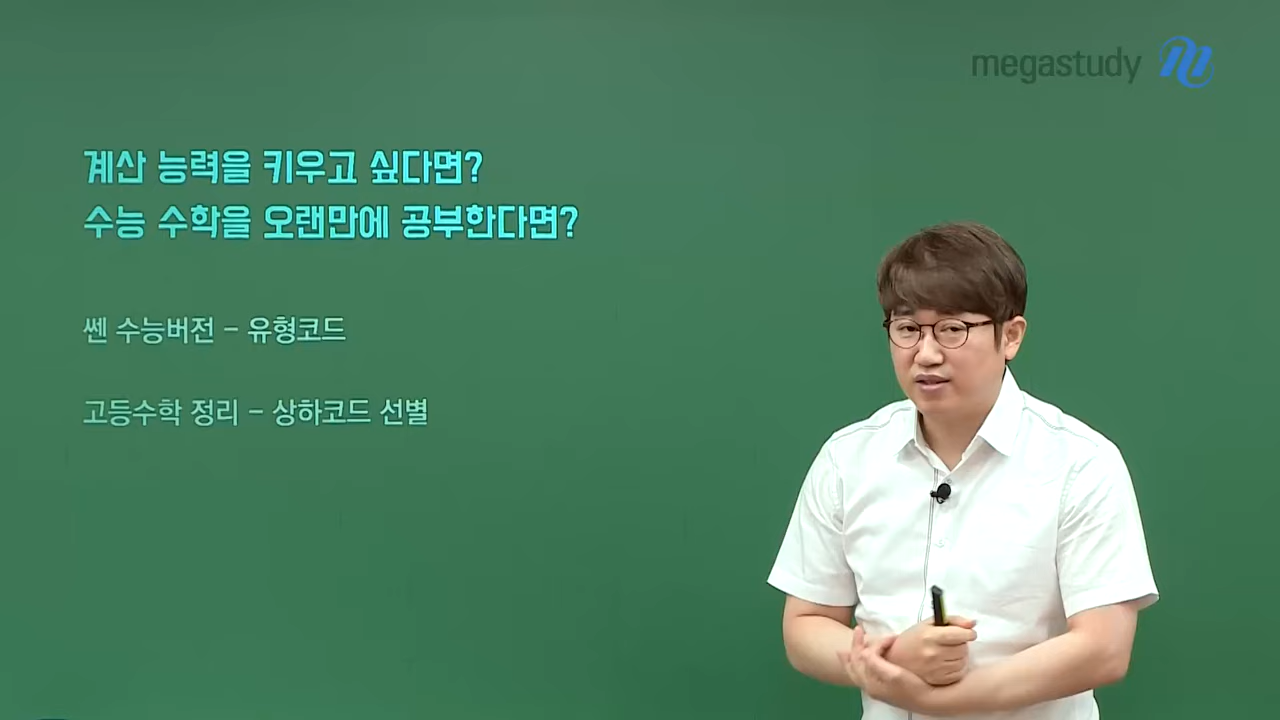 megastudy
계산 능력을 키우고 싶다면?
수능 수학을 오랜만에 공부한다면?
쎈 수능버전 – 유형코드
고등수학 정리 – 상하코드 선별